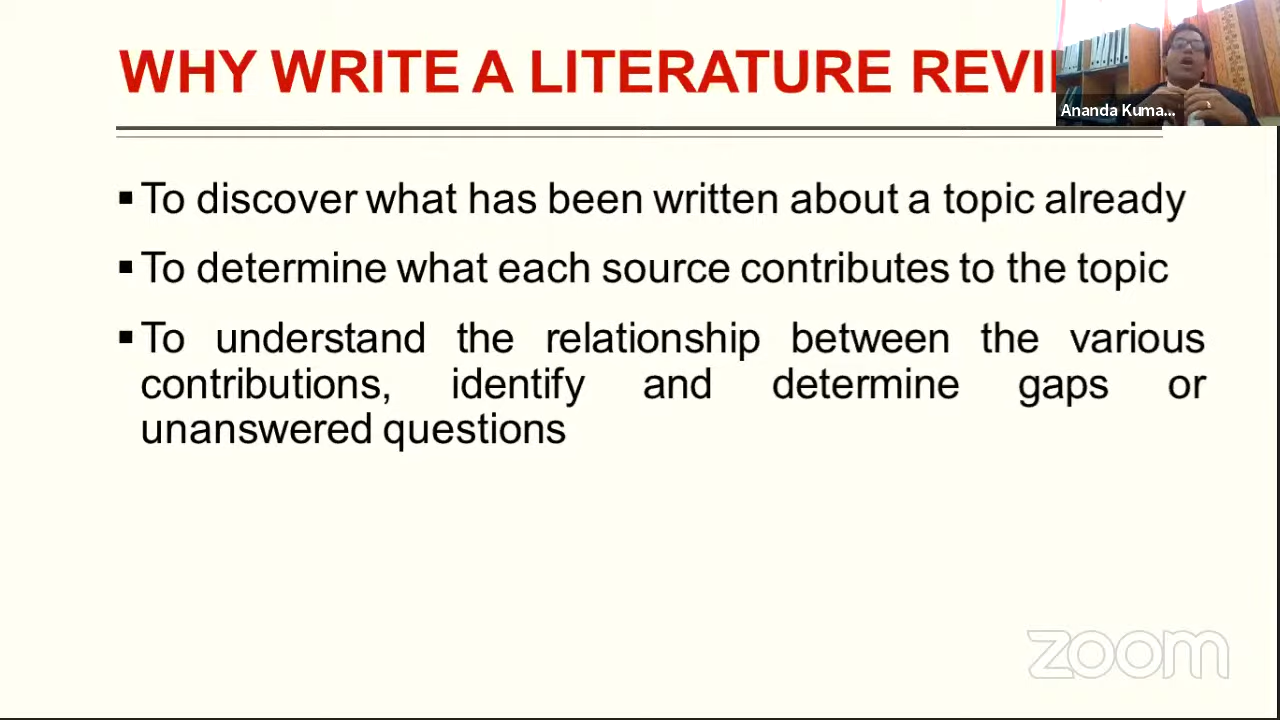 WHY WRITE A LITERATURE REVI
Ananda Kuma...
▪ To discover what has been written about a topic already
▪ To determine what each source contributes to the topic
▪ To understand the relationship between the various
contributions, identify and determine gaps or
unanswered questions
zoom